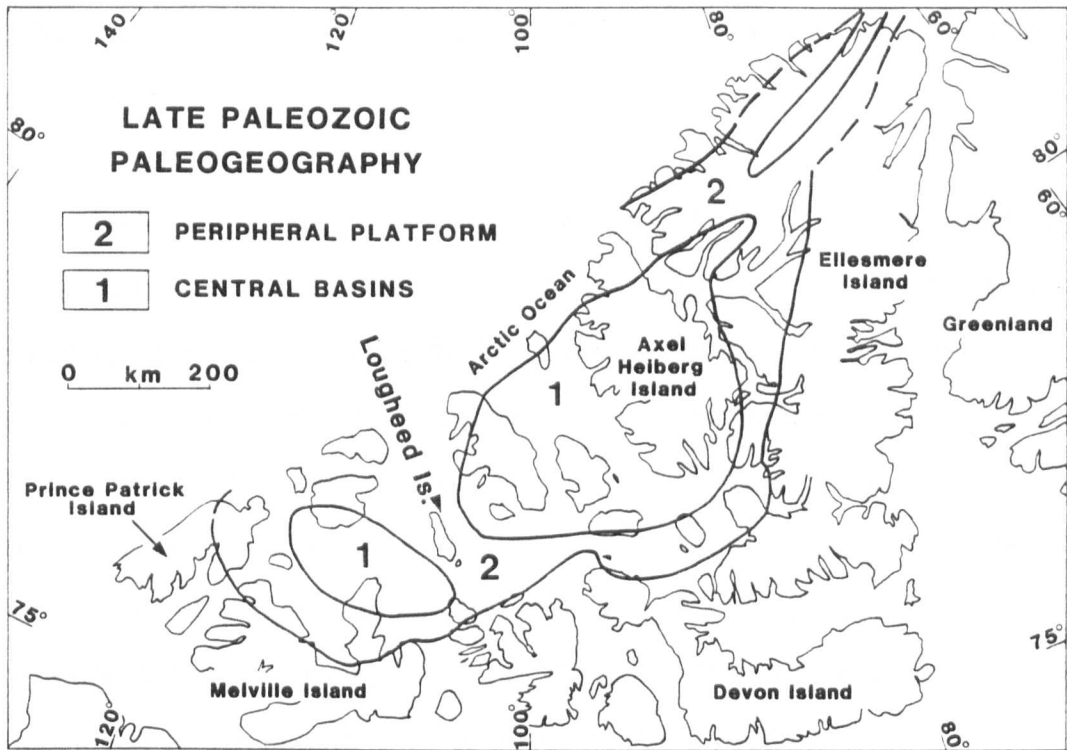 140
120°
100°
80°
60°
80°
LATE PALEOZOIC
PALEOGEOGRAPHY
2 PERIPHERAL PLATFORM
1 CENTRAL BASINS
0 km 200
80°
60°
2
Ellesmere
Island
Greenland
Arctic Ocean
Axel
Heiberg
Island
1
Lougheed Is.
Prince Patrick
Island
1
2
75°
75°
Melville Island
Devon Island
120°
100°
80°